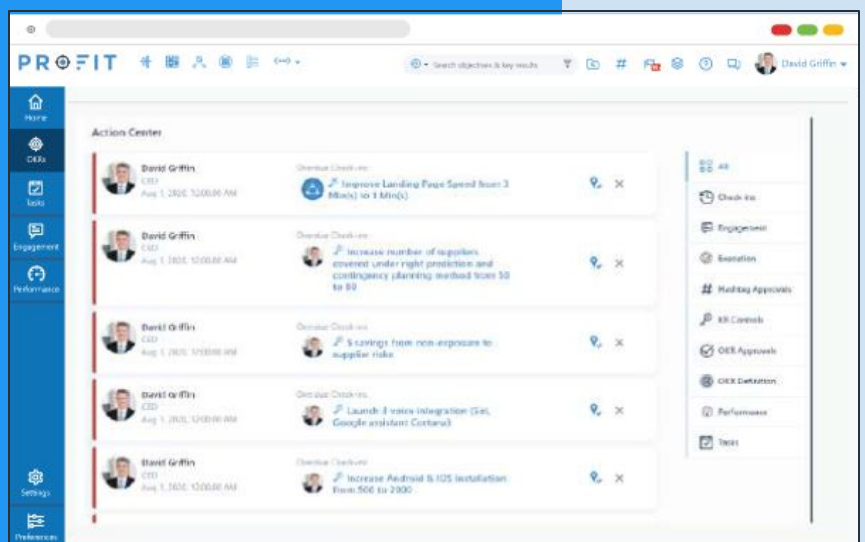 PROFIT
Search objectives & key results
David Griffin
Home
OKRs
Tasks
Engagement
Performance
Settings
Preferences
Action Center
David Griffin
CEO
Aug 1, 2020, 12:00:00 AM
Overdue Check-ins
Improve Landing Page Speed from 3
Min(s) to 1 Min(s)
David Griffin
CEO
Aug 1, 2020, 12:00:00 AM
Overdue Check-ins
Increase number of suppliers
covered under right prediction and
contingency planning method from 50
to 80
David Griffin
CEO
Aug 1, 2020, 12:00:00 AM
Overdue Check-ins
$ savings from non-exposure to
supplier risks
David Griffin
CEO
Aug 1, 2020, 12:00:00 AM
Overdue Check-ins
Launch 3 voice integration (Siri,
Google assistant Cortana)
David Griffin
CEO
Aug 1, 2020, 12:00:00 AM
Overdue Check-ins
Increase Android & IOS installation
from 500 to 2000
All
Check-ins
Engagement
Execution
# Hashtag Approvals
KR Controls
OKR Approvals
OKR Definition
Performance
Tasks